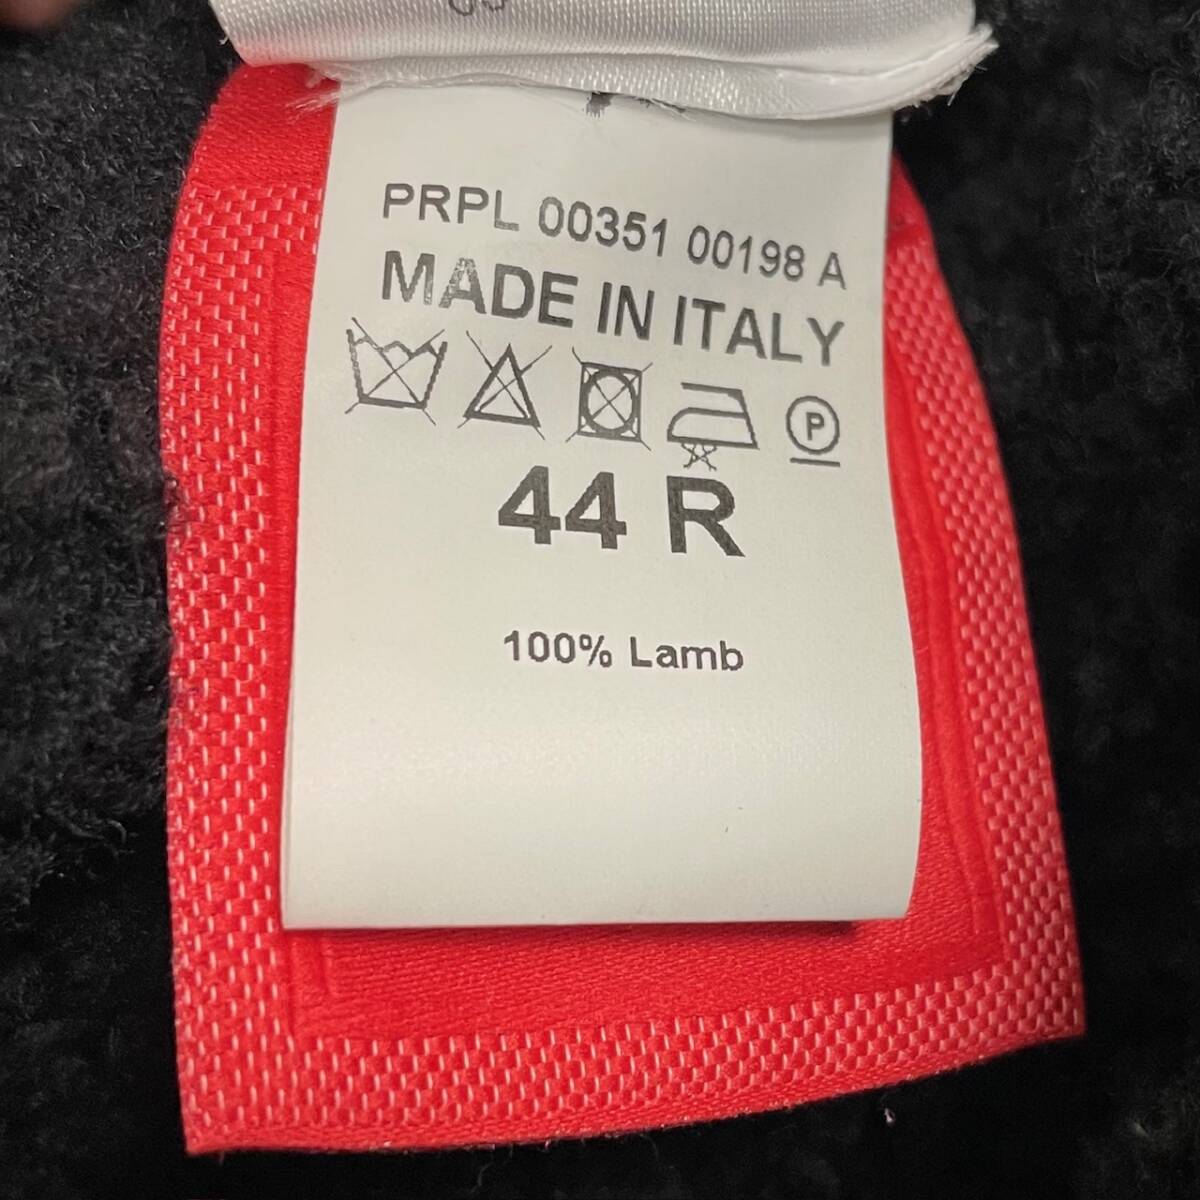 PRPL 00351 00198 A
MADE IN ITALY
P
44 R
100% Lamb